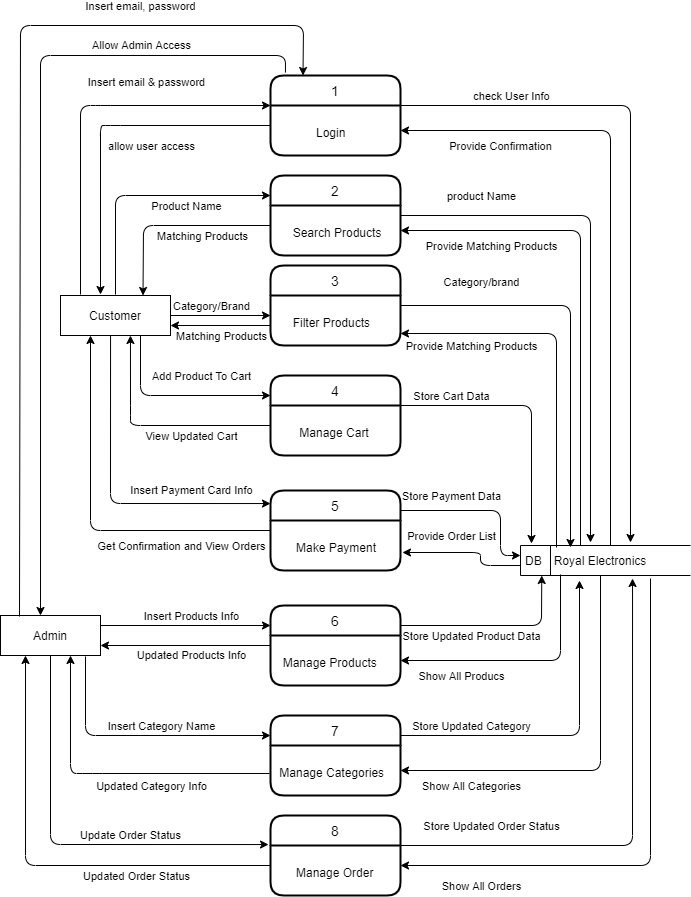 Insert email, password
Allow Admin Access
Insert email & password
1
check User Info
Login
allow user access
Provide Confirmation
2
Product Name
product Name
Search Products
Matching Products
Provide Matching Products
3
Category/Brand
Category/brand
Customer
Filter Products
Matching Products
Provide Matching Products
Add Product To Cart
4
Store Cart Data
View Updated Cart
Manage Cart
Insert Payment Card Info
5
Store Payment Data
Provide Order List
Get Confirmation and View Orders
Make Payment
DB
Royal Electronics
Insert Products Info
6
Admin
Store Updated Product Data
Updated Products Info
Manage Products
Show All Producs
Insert Category Name
7
Store Updated Category
Manage Categories
Updated Category Info
Show All Categories
Update Order Status
8
Store Updated Order Status
Updated Order Status
Manage Order
Show All Orders